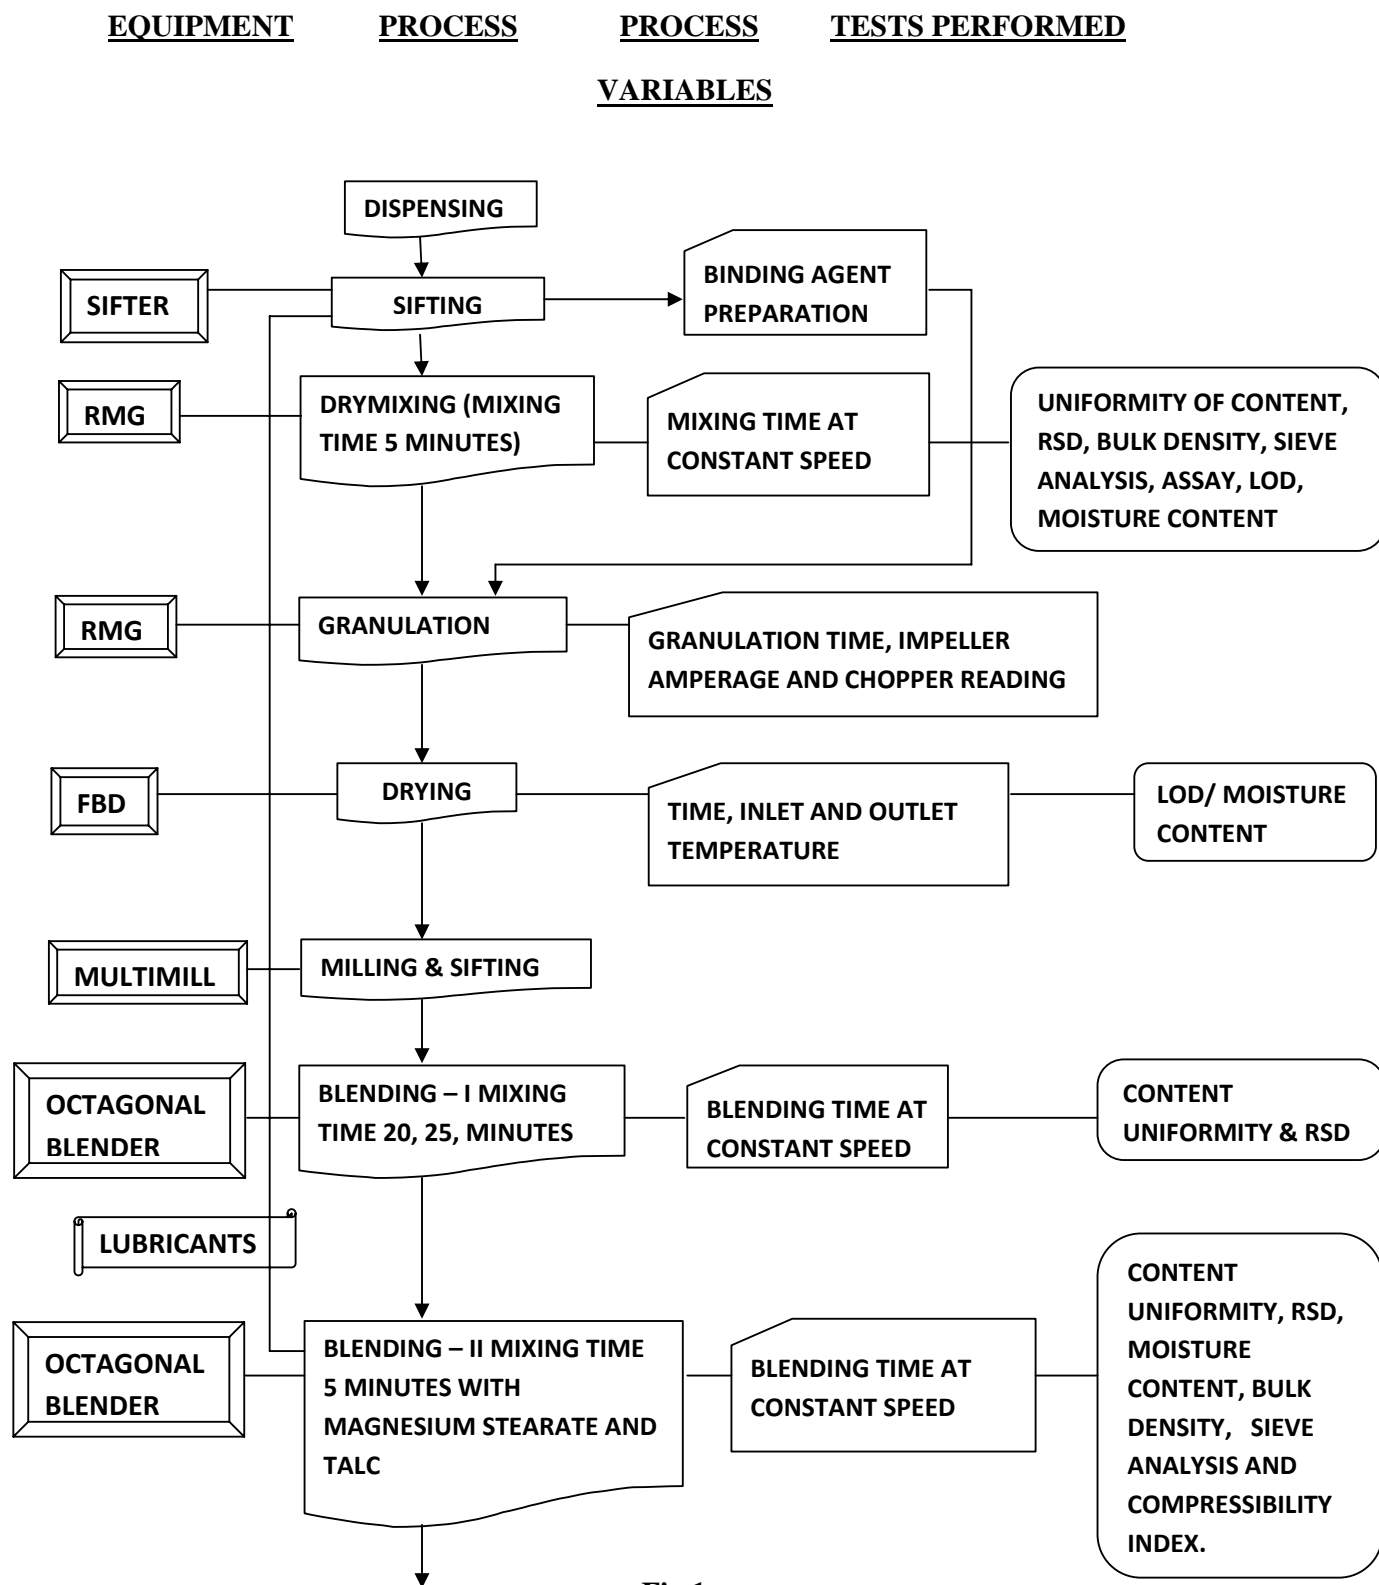 EQUIPMENT PROCESS PROCESS TESTS PERFORMED
VARIABLES
DISPENSING
SIFTER
SIFTING
BINDING AGENT
PREPARATION
RMG
DRYMIXING (MIXING
TIME 5 MINUTES)
MIXING TIME AT
CONSTANT SPEED
UNIFORMITY OF CONTENT,
RSD, BULK DENSITY, SIEVE
ANALYSIS, ASSAY, LOD,
MOISTURE CONTENT
RMG
GRANULATION
GRANULATION TIME, IMPELLER
AMPERAGE AND CHOPPER READING
FBD
DRYING
TIME, INLET AND OUTLET
TEMPERATURE
LOD/ MOISTURE
CONTENT
MULTIMILL
MILLING & SIFTING
OCTAGONAL
BLENDER
BLENDING – I MIXING
TIME 20, 25, MINUTES
BLENDING TIME AT
CONSTANT SPEED
CONTENT
UNIFORMITY & RSD
LUBRICANTS
OCTAGONAL
BLENDER
BLENDING – II MIXING TIME
5 MINUTES WITH
MAGNESIUM STEARATE AND
TALC
BLENDING TIME AT
CONSTANT SPEED
CONTENT
UNIFORMITY, RSD,
MOISTURE
CONTENT, BULK
DENSITY, SIEVE
ANALYSIS AND
COMPRESSIBILITY
INDEX.